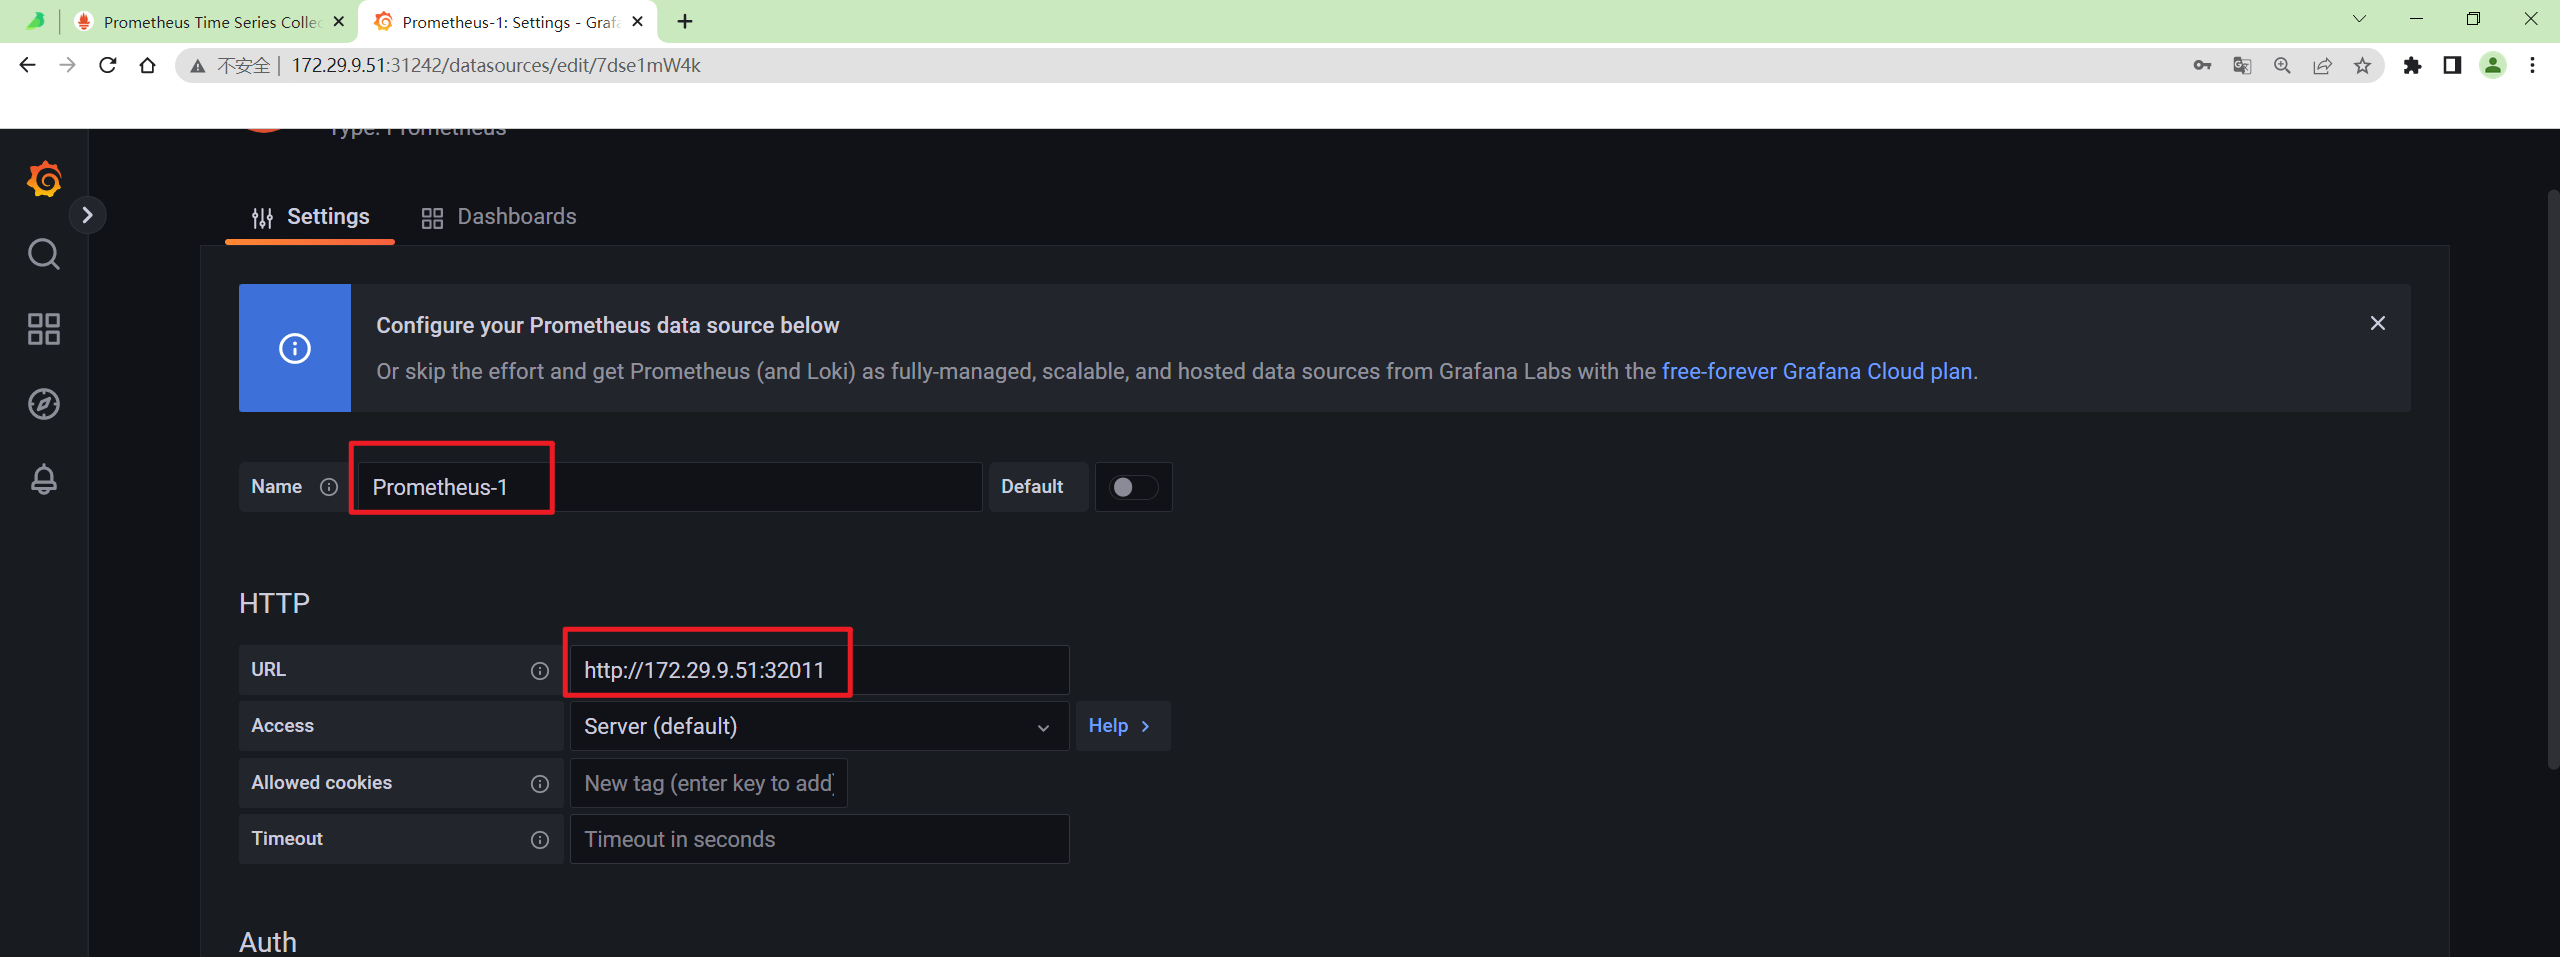 Prometheus Time Series Collec
Prometheus-1: Settings - Grafa
不安全 | 172.29.9.51:31242/datasources/edit/7dse1mW4k
Type: Prometheus
Settings
Dashboards
Configure your Prometheus data source below
Or skip the effort and get Prometheus (and Loki) as fully-managed, scalable, and hosted data sources from Grafana Labs with the free-forever Grafana Cloud plan.
Name Prometheus-1 Default
HTTP
URL http://172.29.9.51:32011
Access Server (default) Help
Allowed cookies New tag (enter key to add)
Timeout Timeout in seconds
Auth